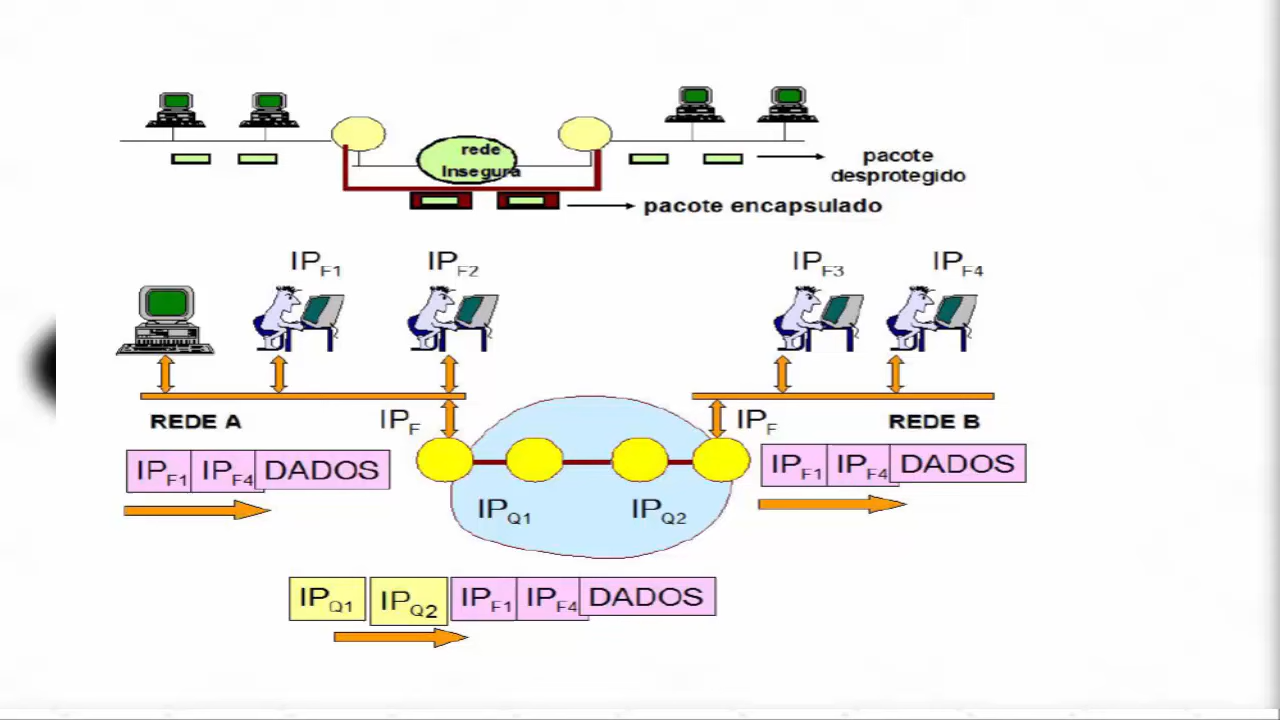 rede
Insegura
pacote
desprotegido
pacote encapsulado
IPF1
IPF2
IPF3
IPF4
REDE A
IPF
IPF
REDE B
IPF1 IPF4 DADOS
IPF1 IPF4 DADOS
IPQ1
IPQ2
IPQ1 IPQ2 IPF1 IPF4 DADOS